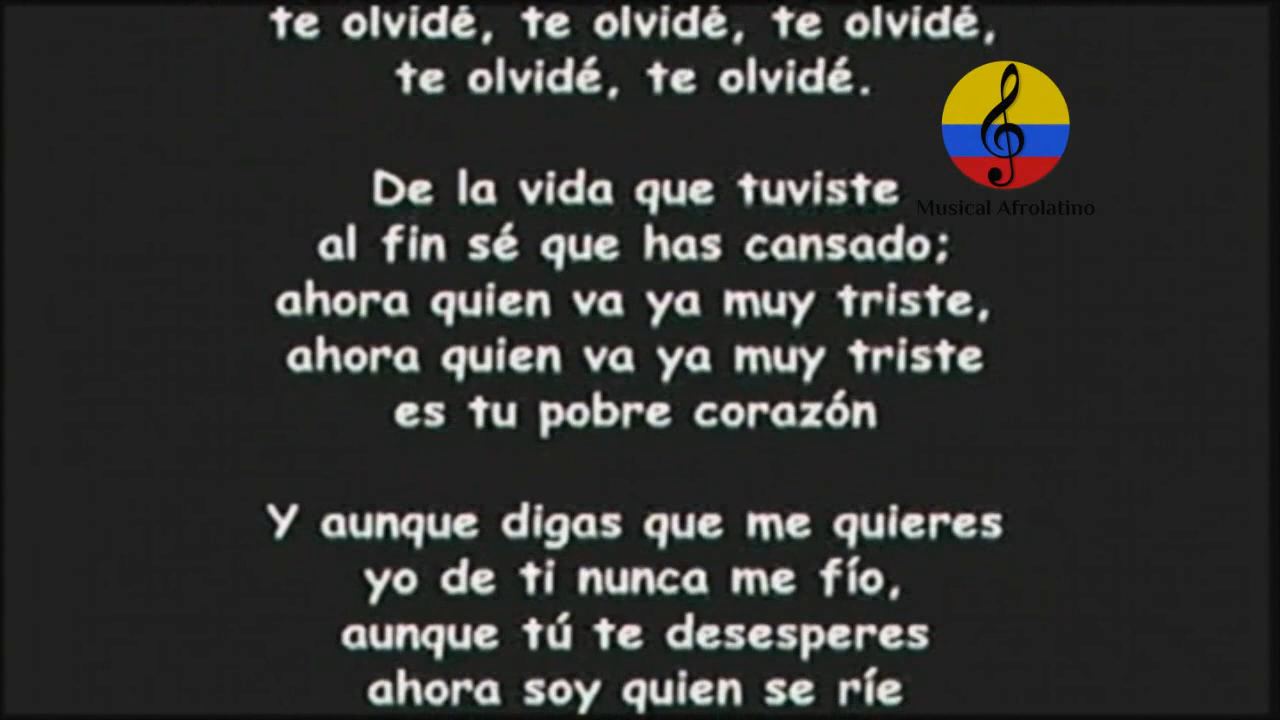 te olvidé, te olvidé, te olvidé,
te olvidé, te olvidé.
De la vida que tuviste
al fin sé que has cansado;
ahora quien va ya muy triste,
ahora quien va ya muy triste
es tu pobre corazón
Y aunque digas que me quieres
yo de ti nunca me fío,
aunque tú te desesperes
ahora soy quien se ríe
Musical Afrolatino